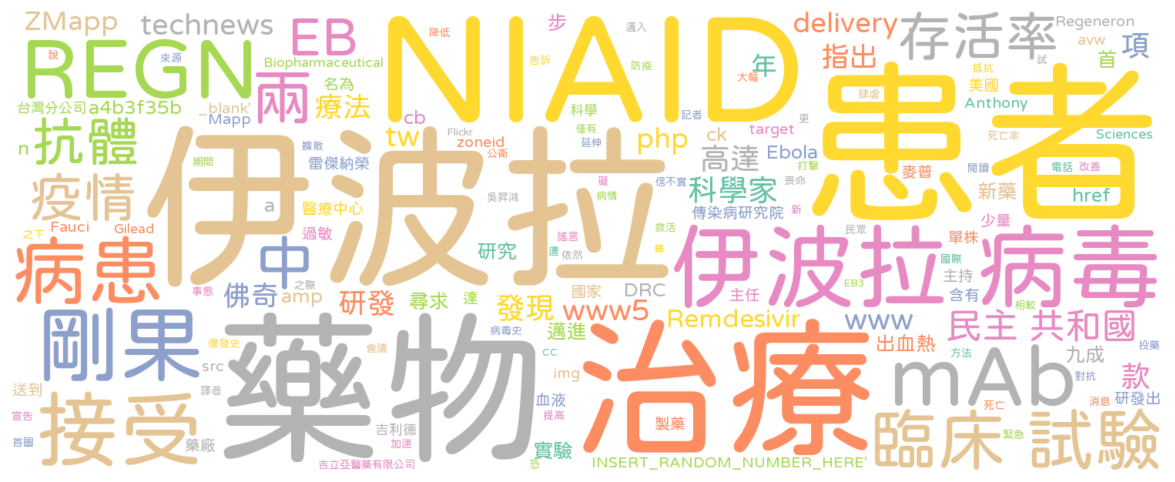 ZMapp technews EB REGN NIAID 降低 步 邁入 delivery 存活率 Regeneron
說 來源 Biopharmaceutical 兩 告訴 防疫 年 指出 首 avw 項
台灣分公司 a4b3f35b _blank' 名為 療法 科學 大幅 肆虐 抵抗 試 美國
n 抗體 Mapp cb tw Flickr 僅有 記者 php ck 更 target 患者 Anthony 死亡率 Sciences
期間 擴散 雷傑納榮 zoneid 公衛 延伸 高達 Ebola 打擊 麥普 閱讀 電話 改善
疫情 a 醫療中心 伊波拉 吳昇鴻 礙 病情 信不實 科學家 喪命 傳染病研究院 新藥 href
之下 Fauci Gilead 過敏 謠言 救活 新 少量
病患 中 研究 遭 依然 棒 伊波拉 病毒 民眾 單株 國際
事態 佛奇 之際 amp 研發 尋求 達 發現 國家 DRC 主任 EB3 主持 含有 相較
剛果 www5 Remdesivir www 民主 共和國
爆發史 病毒史 邁進 出血熱 方法 投藥
送到 src 藥物 會議 cc img 治療 mAb 九成 對抗 款
宣告 接受 譯者 血液 死亡 消息 研發出
首圖 藥廠 吉利德 提高 製藥 臨床 試驗 緊急
加速 實驗
吉立亞醫藥有限公司 恐 INSERT_RANDOM_NUMBER_HERE'